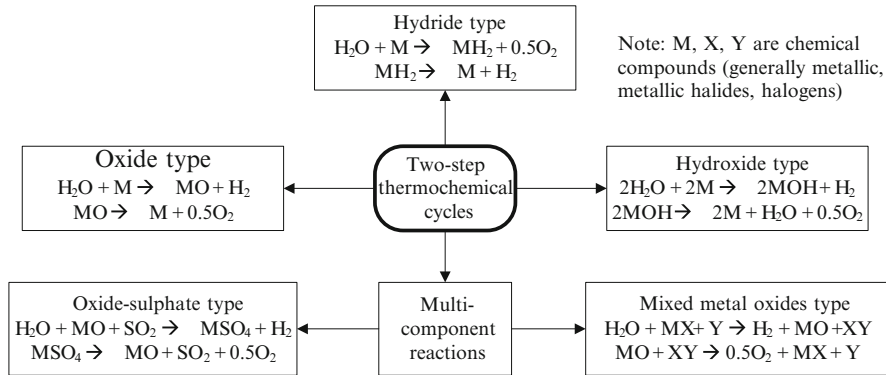 Hydride type
H₂O + M → MH₂ + 0.5O₂
MH₂ → M + H₂
Note: M, X, Y are chemical
compounds (generally metallic,
metallic halides, halogens)
Oxide type
H₂O + M → MO + H₂
MO → M + 0.5O₂
Two-step
thermochemical
cycles
Hydroxide type
2H₂O + 2M → 2MOH + H₂
2MOH → 2M + H₂O + 0.5O₂
Oxide-sulphate type
H₂O + MO + SO₂ → MSO₄ + H₂
MSO₄ → MO + SO₂ + 0.5O₂
Multi-
component
reactions
Mixed metal oxides type
H₂O + MX + Y → H₂ + MO + XY
MO + XY → 0.5O₂ + MX + Y